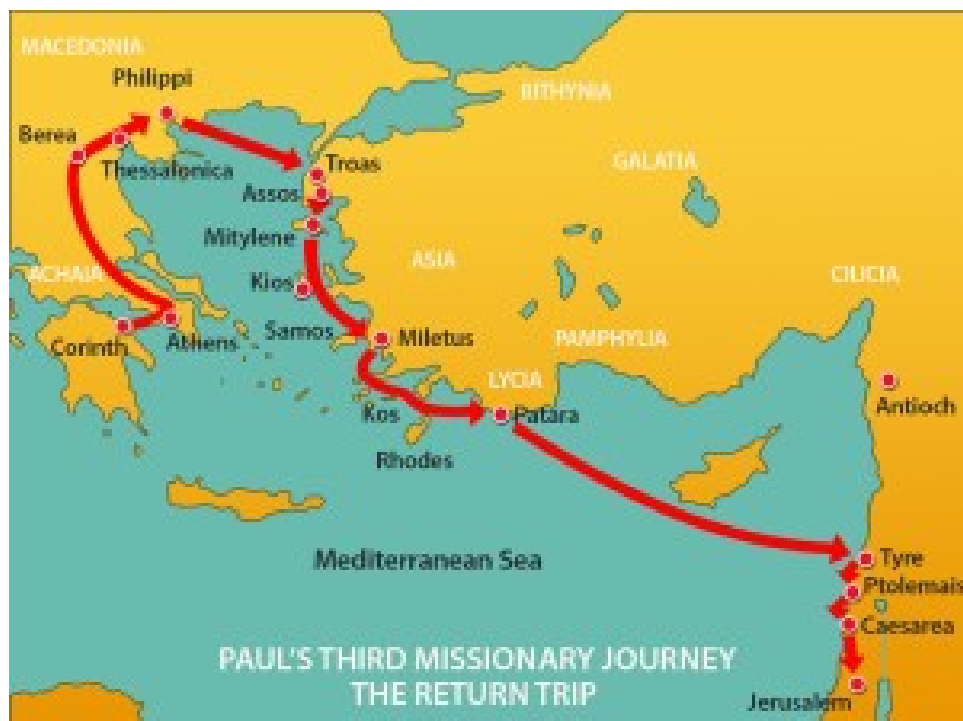 MACEDONIA
Philippi
BITHYNIA
Berea
Thessalonica
Troas
GALATIA
Assos
Mitylene
ASIA
ACHAIA
Kios
CILICIA
Samos
Corinth
Athens
Miletus
PAMPHYLIA
LYCIA
Antioch
Kos
Patara
Rhodes
Mediterranean Sea
Tyre
Ptolemais
Caesarea
PAUL'S THIRD MISSIONARY JOURNEY
THE RETURN TRIP
Jerusalem